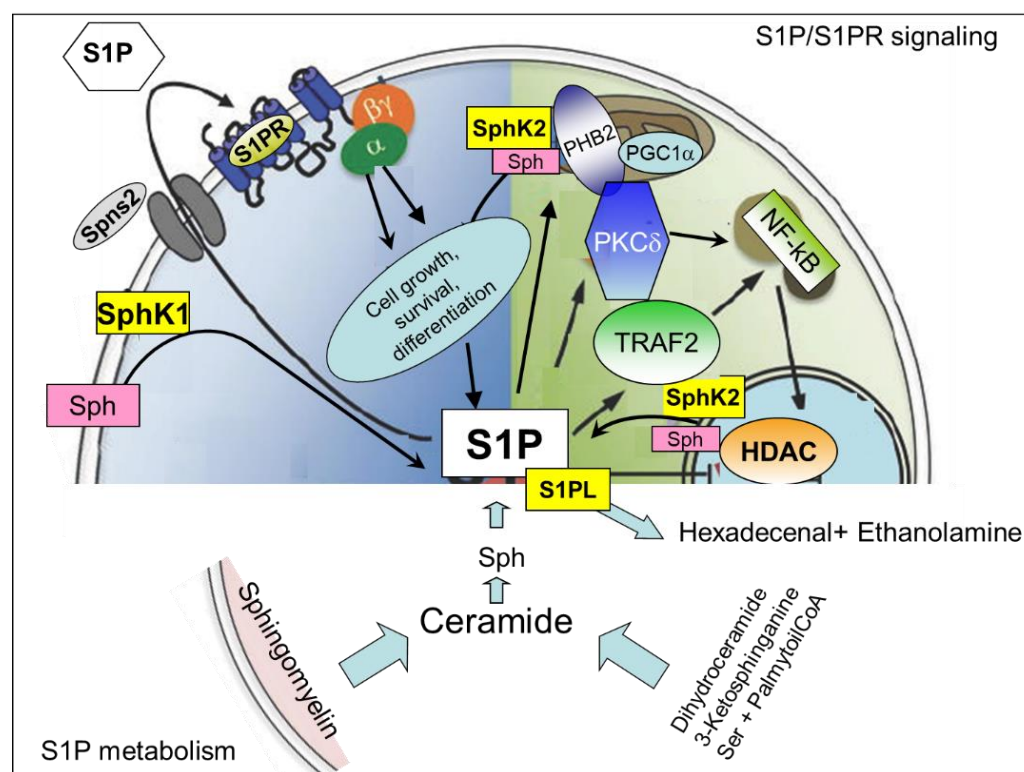 S1P/S1PR signaling
S1P
S1PR
βγ
α
Spns2
SphK2
Sph
PHB2
PGC1α
PKCδ
NF-kB
Cell growth,
survival,
differentiation
SphK1
Sph
TRAF2
SphK2
Sph
HDAC
S1P
S1PL
Hexadecenal+ Ethanolamine
Sph
Ceramide
Sphingomyelin
Dihydroceramide
3-Ketosphinganine
Ser + PalmytoilCoA
S1P metabolism